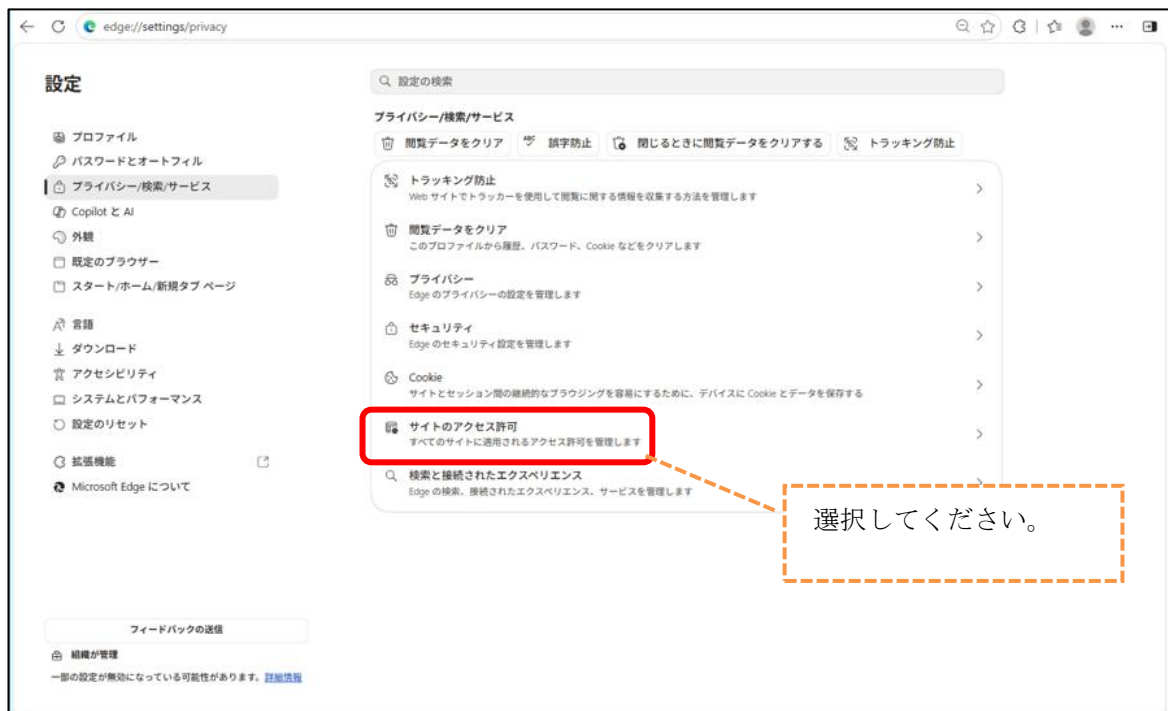 edge://settings/privacy
設定
設定の検索
プロファイル
パスワードとオートフィル
プライバシー/検索/サービス
Copilot と AI
外観
既定のブラウザー
スタート/ホーム/新規タブ ページ
言語
ダウンロード
アクセシビリティ
システムとパフォーマンス
設定のリセット
拡張機能
Microsoft Edge について
フィードバックの送信
組織が管理
一部の設定が無効になっている可能性があります。詳細情報
プライバシー/検索/サービス
閲覧データをクリア ABC 誤字防止 閉じるときに閲覧データをクリアする トラッキング防止
トラッキング防止
Web サイトでトラッカーを使用して閲覧に関する情報を収集する方法を管理します
閲覧データをクリア
このプロファイルから履歴、パスワード、Cookie などをクリアします
プライバシー
Edge のプライバシーの設定を管理します
セキュリティ
Edge のセキュリティ設定を管理します
Cookie
サイトとセッション間の継続的なブラウジングを容易にするために、デバイスに Cookie とデータを保存する
サイトのアクセス許可
すべてのサイトに適用されるアクセス許可を管理します
検索と接続されたエクスペリエンス
Edge の検索、接続されたエクスペリエンス、サービスを管理します
選択してください。